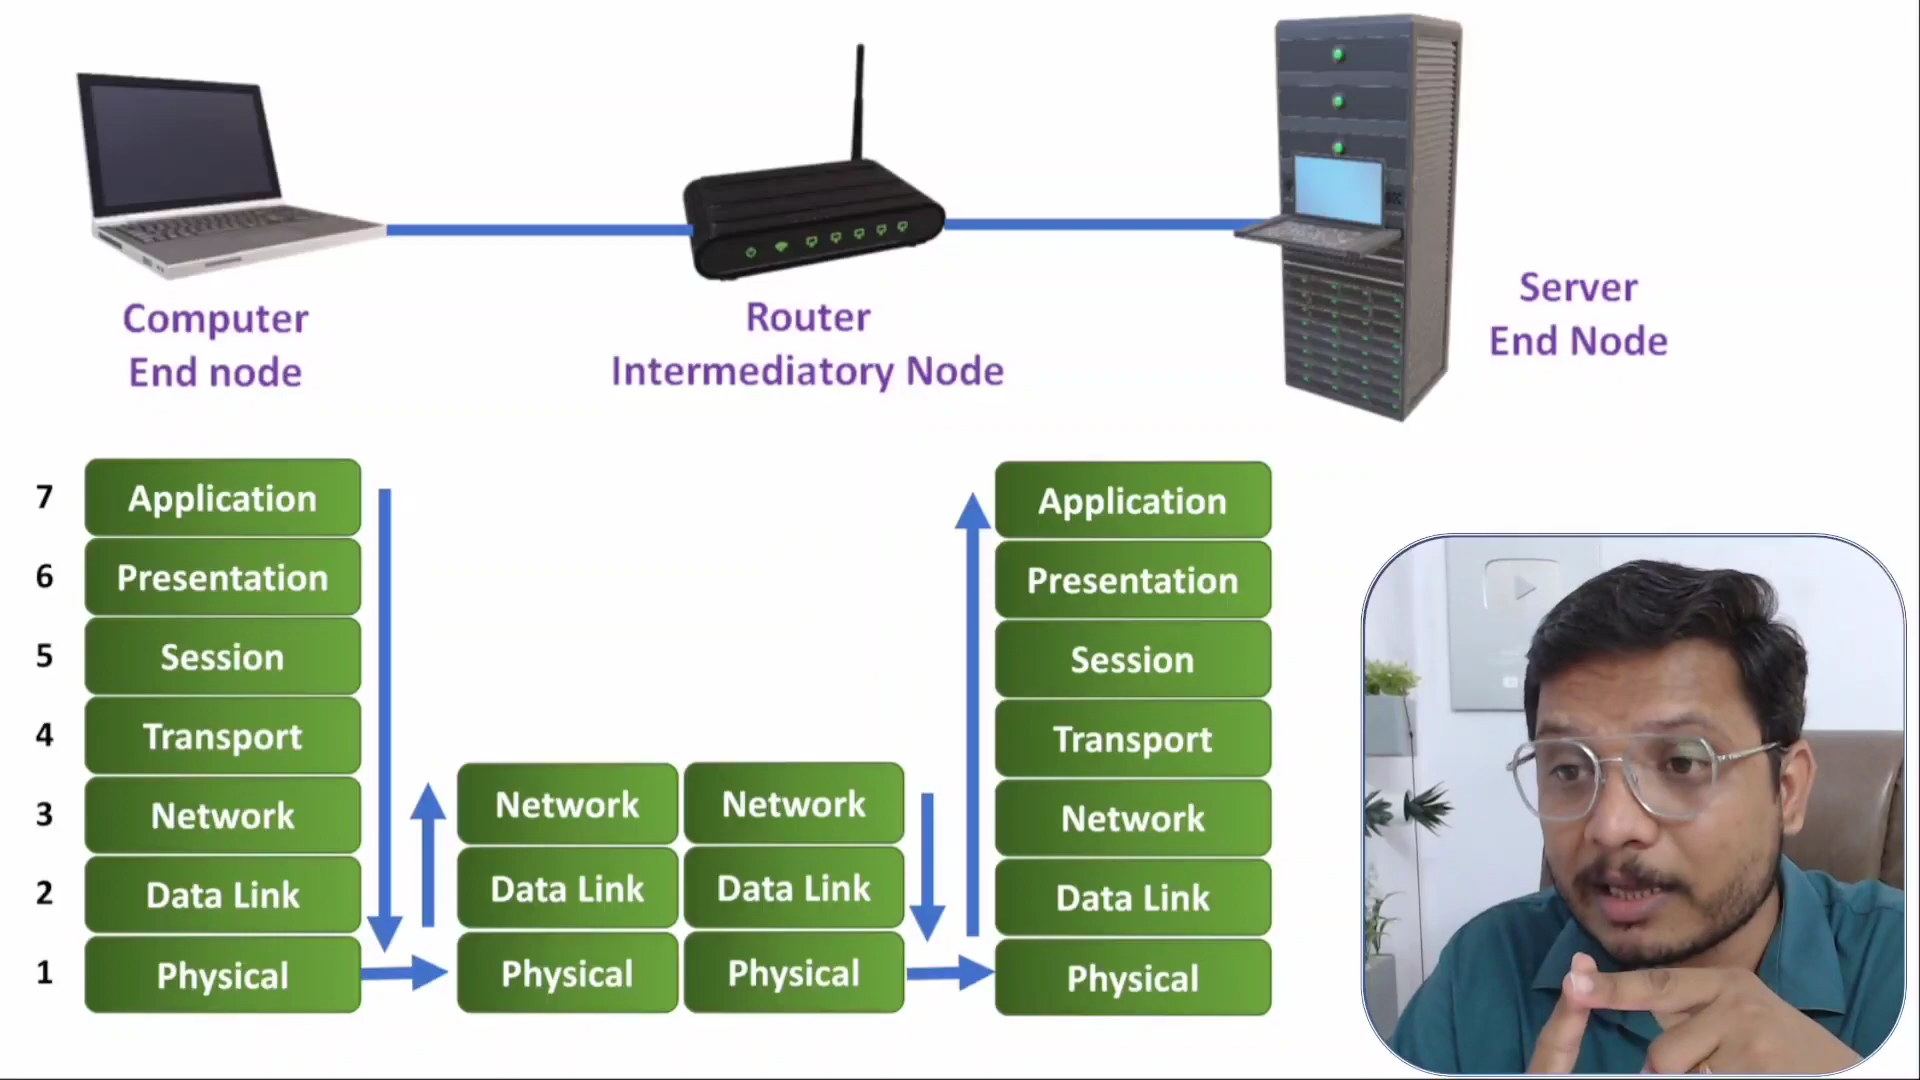 Computer
End node
Router
Intermediatory Node
Server
End Node
7
Application
6
Presentation
5
Session
4
Transport
3
Network
2
Data Link
1
Physical
Network
Data Link
Physical
Network
Data Link
Physical
Application
Presentation
Session
Transport
Network
Data Link
Physical